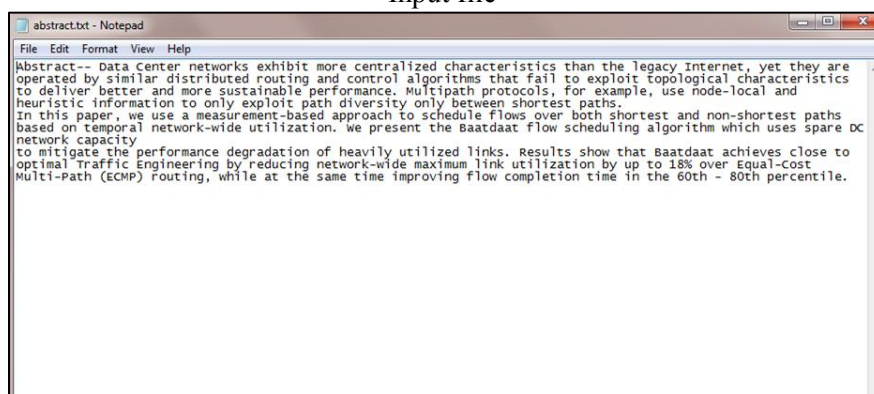 Input file
abstract.txt - Notepad
File Edit Format View Help
Abstract-- Data Center networks exhibit more centralized characteristics than the legacy Internet, yet they are
operated by similar distributed routing and control algorithms that fail to exploit topological characteristics
to deliver better and more sustainable performance. Multipath protocols, for example, use node-local and
heuristic information to only exploit path diversity only between shortest paths.
In this paper, we use a measurement-based approach to schedule flows over both shortest and non-shortest paths
based on temporal network-wide utilization. We present the Baatdaat flow scheduling algorithm which uses spare DC
network capacity
to mitigate the performance degradation of heavily utilized links. Results show that Baatdaat achieves close to
optimal Traffic Engineering by reducing network-wide maximum link utilization by up to 18% over Equal-Cost
Multi-Path (ECMP) routing, while at the same time improving flow completion time in the 60th - 80th percentile.